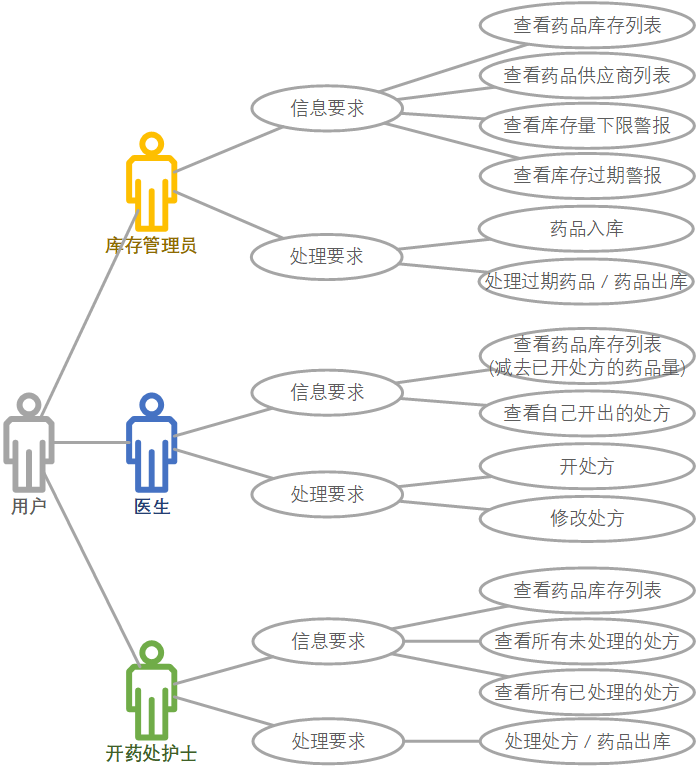 查看药品库存列表
查看药品供应商列表
信息要求
查看库存量下限警报
查看库存过期警报
库存管理员
药品入库
处理要求
处理过期药品 / 药品出库
查看药品库存列表
(减去已开处方的药品量)
信息要求
查看自己开出的处方
用户
医生
开处方
处理要求
修改处方
查看药品库存列表
信息要求
查看所有未处理的处方
查看所有已处理的处方
开药处护士
处理要求
处理处方 / 药品出库